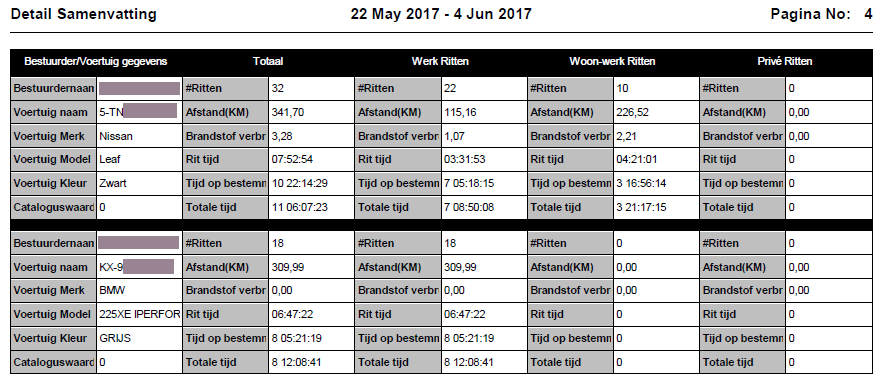 Detail Samenvatting 22 May 2017 - 4 Jun 2017 Pagina No: 4
Bestuurder/Voertuig gegevens Totaal Werk Ritten Woon-werk Ritten Privé Ritten
Bestuurdernaan #Ritten 32 #Ritten 22 #Ritten 10 #Ritten 0
Voertuig naam 5-TN Afstand(KM) 341,70 Afstand(KM) 115,16 Afstand(KM) 226,52 Afstand(KM) 0,00
Voertuig Merk Nissan Brandstof verbr 3,28 Brandstof verbr 1,07 Brandstof verbr 2,21 Brandstof verbr 0,00
Voertuig Model Leaf Rit tijd 07:52:54 Rit tijd 03:31:53 Rit tijd 04:21:01 Rit tijd 0
Voertuig Kleur Zwart Tijd op bestemn 10 22:14:29 Tijd op bestemn 7 05:18:15 Tijd op bestemn 3 16:56:14 Tijd op bestemn 0
Cataloguswaard 0 Totale tijd 11 06:07:23 Totale tijd 7 08:50:08 Totale tijd 3 21:17:15 Totale tijd 0
Bestuurdernaan #Ritten 18 #Ritten 18 #Ritten 0 #Ritten 0
Voertuig naam KX-9 Afstand(KM) 309,99 Afstand(KM) 309,99 Afstand(KM) 0,00 Afstand(KM) 0,00
Voertuig Merk BMW Brandstof verbr 0,00 Brandstof verbr 0,00 Brandstof verbr 0,00 Brandstof verbr 0,00
Voertuig Model 225XE IPERFOR Rit tijd 06:47:22 Rit tijd 06:47:22 Rit tijd 0 Rit tijd 0
Voertuig Kleur GRIJS Tijd op bestemn 8 05:21:19 Tijd op bestemn 8 05:21:19 Tijd op bestemn 0 Tijd op bestemn 0
Cataloguswaard 0 Totale tijd 8 12:08:41 Totale tijd 8 12:08:41 Totale tijd 0 Totale tijd 0